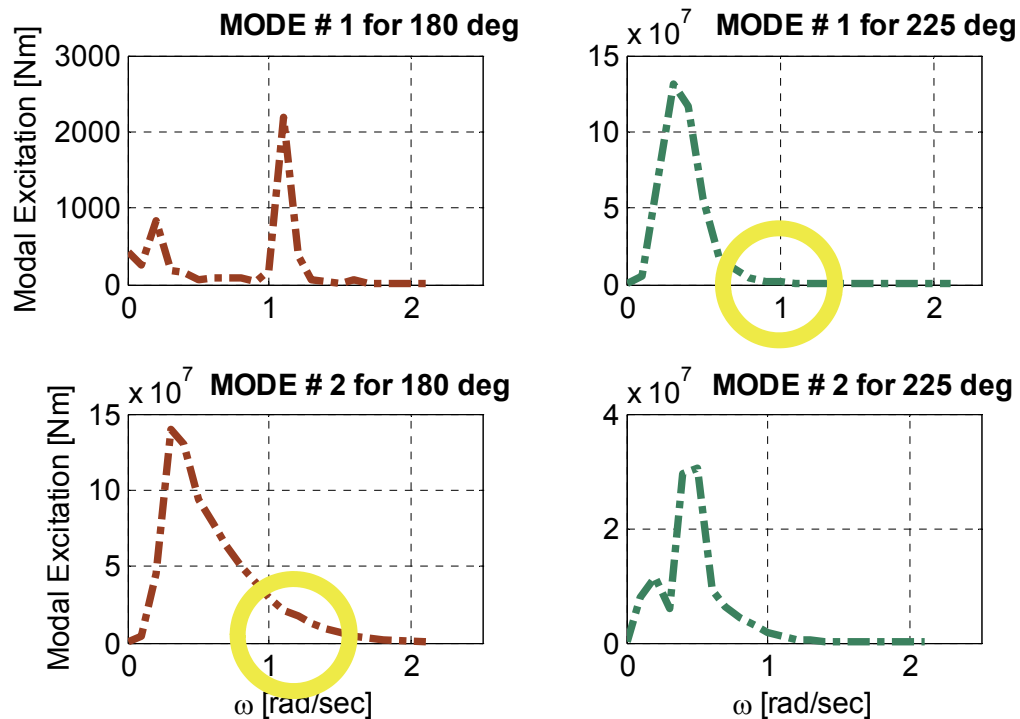 MODE # 1 for 180 deg
Modal Excitation [Nm]
3000
2000
1000
0
0
1
2
MODE # 1 for 225 deg
x 10^7
15
10
5
0
0
1
2
MODE # 2 for 180 deg
x 10^7
Modal Excitation [Nm]
15
10
5
0
0
1
2
ω [rad/sec]
MODE # 2 for 225 deg
x 10^7
4
2
0
0
1
2
ω [rad/sec]